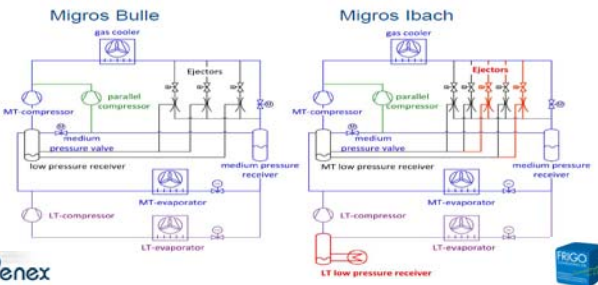 Migros Bulle
gas cooler
Ejectors
parallel
compressor
MT-compressor
medium
pressure valve
low pressure receiver
medium pressure
receiver
MT-evaporator
LT-compressor
LT-evaporator
Migros Ibach
gas cooler
Ejectors
parallel
compressor
MT-compressor
medium
pressure valve
MT low pressure receiver
medium pressure
receiver
MT-evaporator
LT-compressor
LT-evaporator
LT low pressure receiver
enex
FRIGO